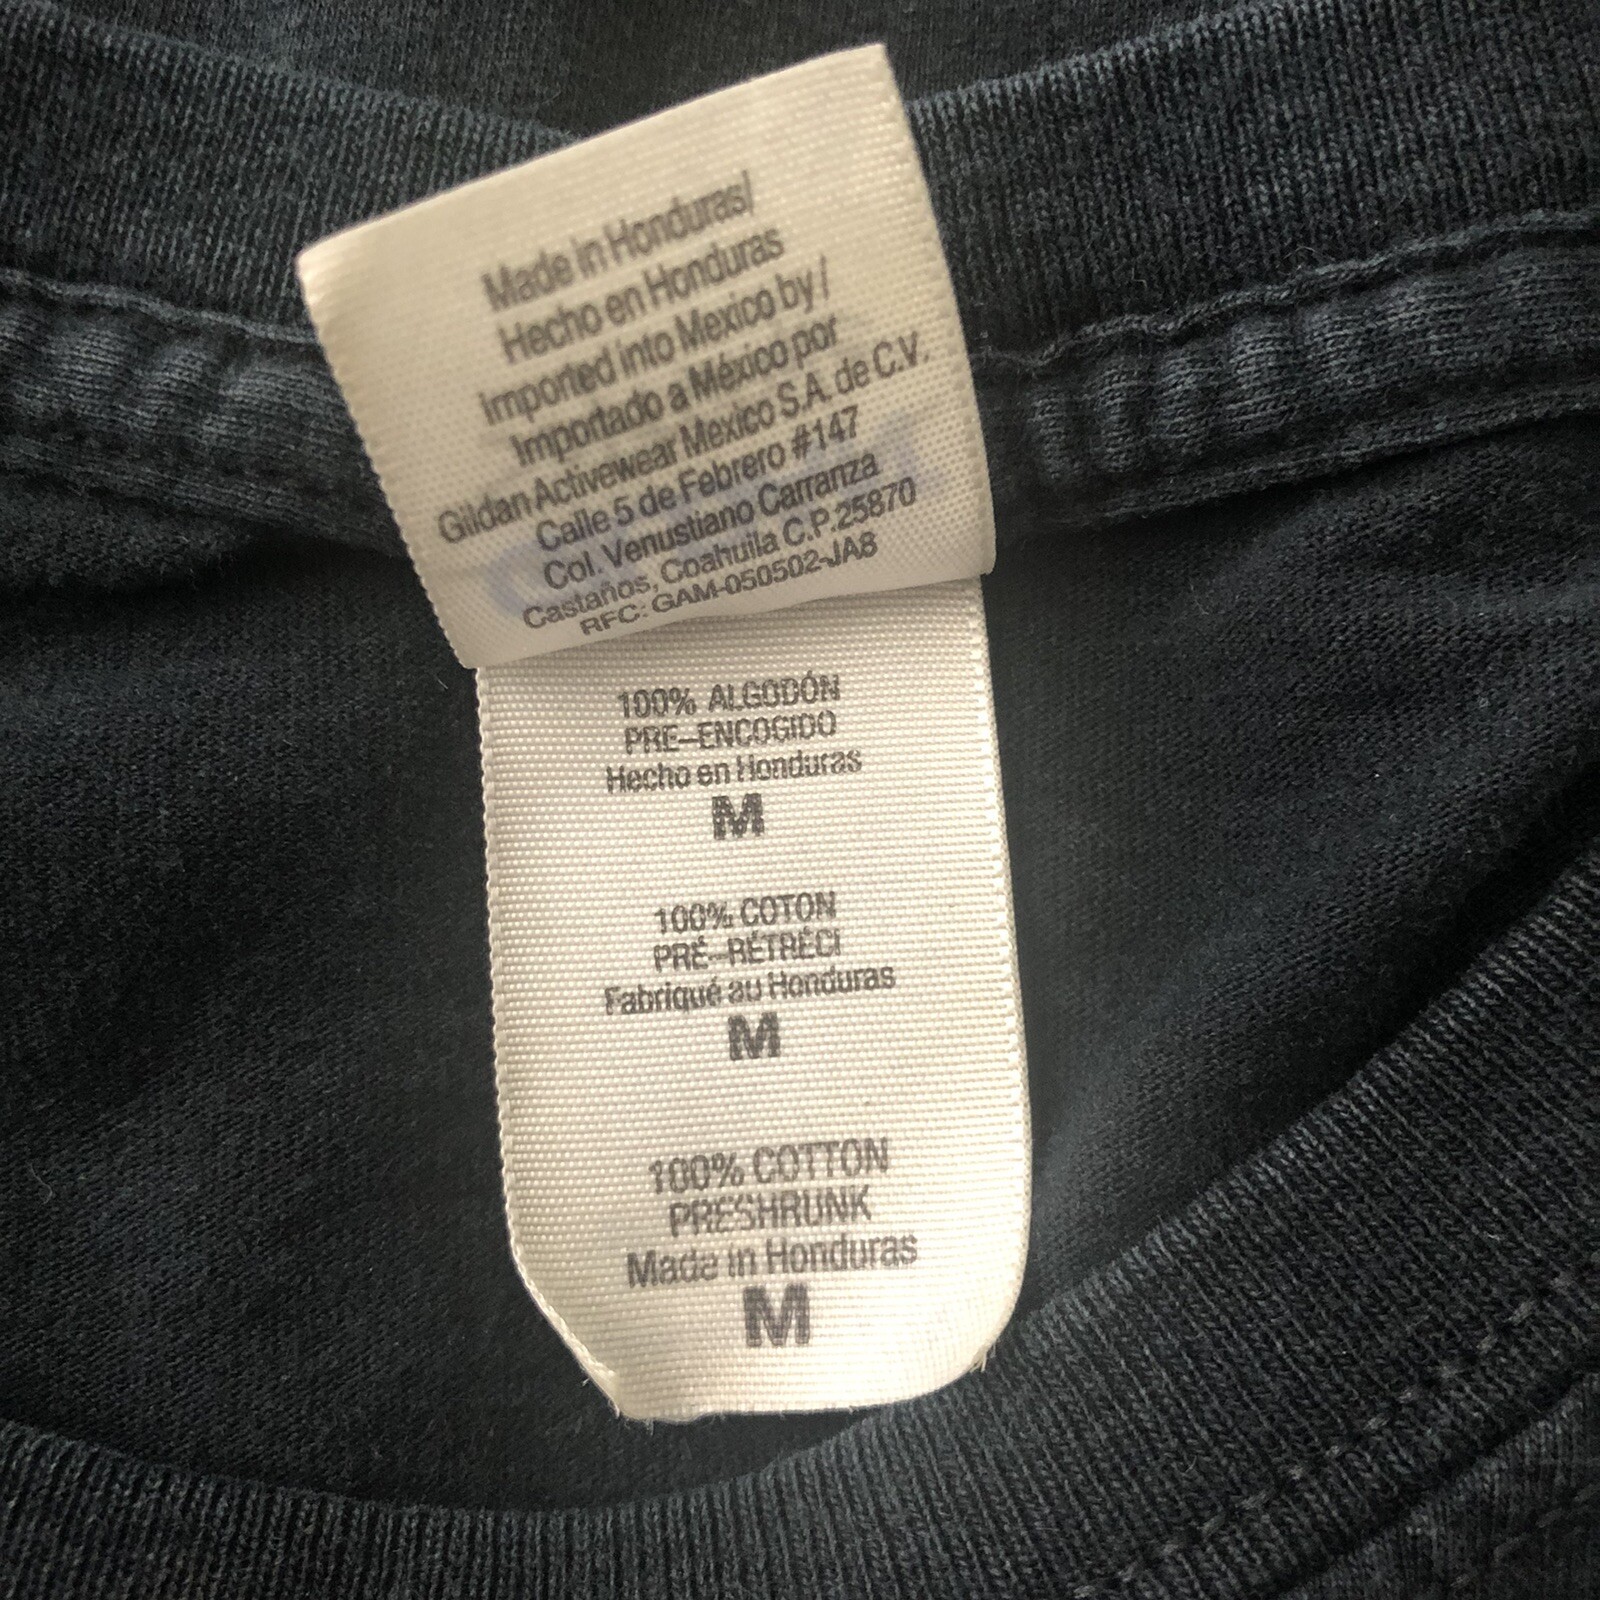 Made in Honduras/
Hecho en Honduras
Imported into Mexico by /
Importado a México por
Gildan Activewear Mexico S.A. de C.V.
Calle 5 de Febrero #147
Col. Venustiano Carranza
Castaños, Coahuila C.P.25870
RFC: GAM-050502-JA8
100% ALGODÓN
PRE-ENCOGIDO
Hecho en Honduras
M
100% COTON
PRÉ-RÉTRÉCI
Fabriqué au Honduras
M
100% COTTON
PRESHRUNK
Made in Honduras
M